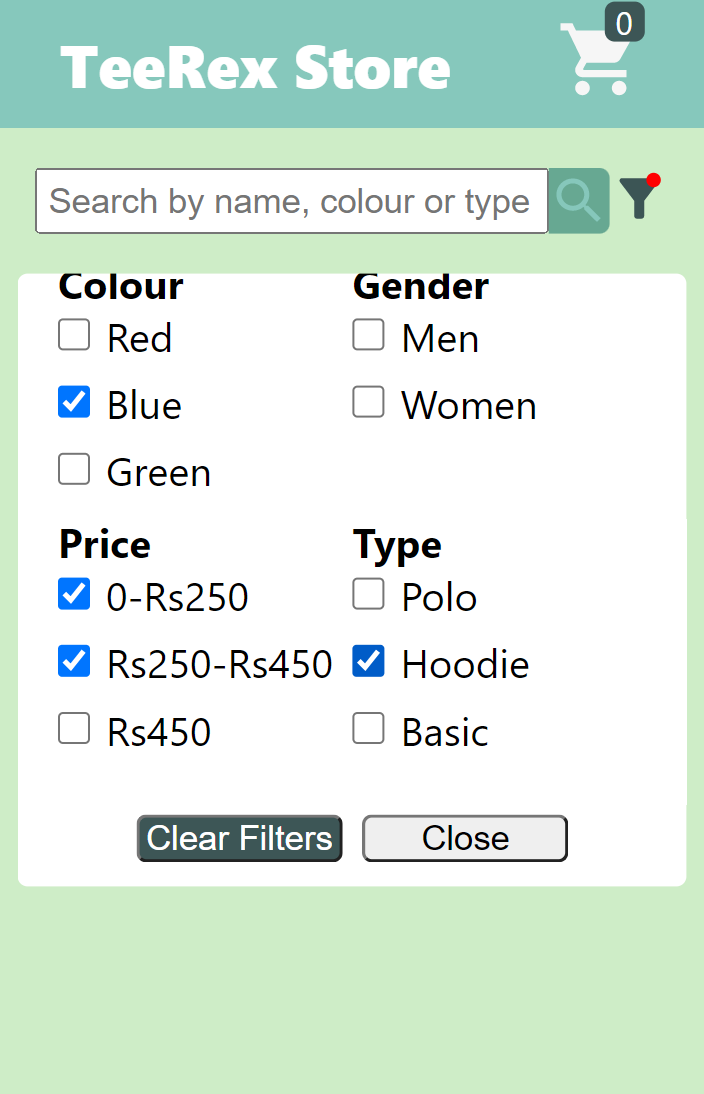 0
TeeRex Store
Search by name, colour or type
Colour
Red
Blue
Green
Gender
Men
Women
Price
0-Rs250
Rs250-Rs450
Rs450
Type
Polo
Hoodie
Basic
Clear Filters
Close